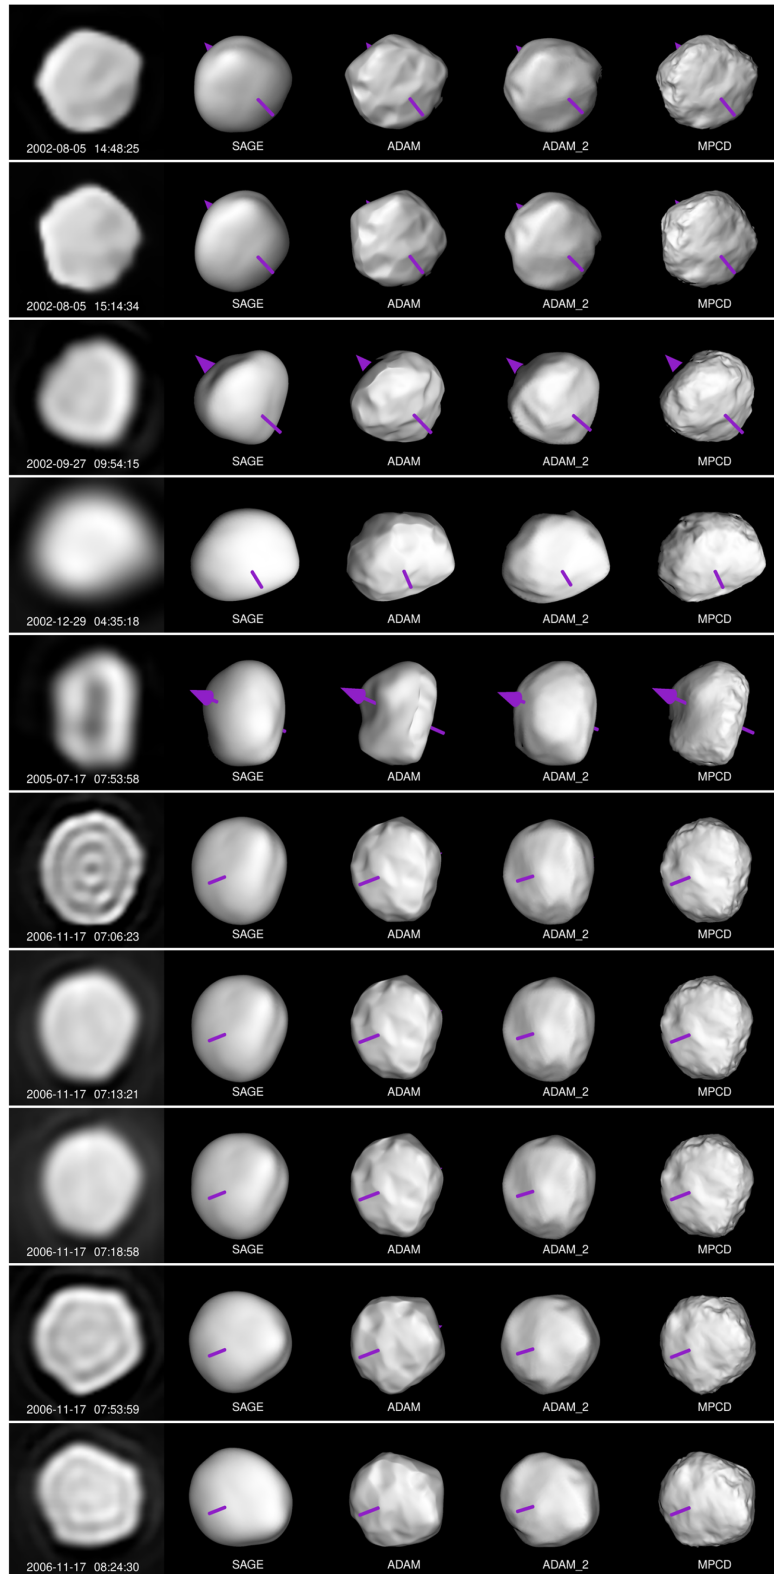 2002-08-05 14:48:25 SAGE ADAM ADAM_2 MPCD
2002-08-05 15:14:34 SAGE ADAM ADAM_2 MPCD
2002-09-27 09:54:15 SAGE ADAM ADAM_2 MPCD
2002-12-29 04:35:18 SAGE ADAM ADAM_2 MPCD
2005-07-17 07:53:58 SAGE ADAM ADAM_2 MPCD
2006-11-17 07:06:23 SAGE ADAM ADAM_2 MPCD
2006-11-17 07:13:21 SAGE ADAM ADAM_2 MPCD
2006-11-17 07:18:58 SAGE ADAM ADAM_2 MPCD
2006-11-17 07:53:59 SAGE ADAM ADAM_2 MPCD
2006-11-17 08:24:30 SAGE ADAM ADAM_2 MPCD